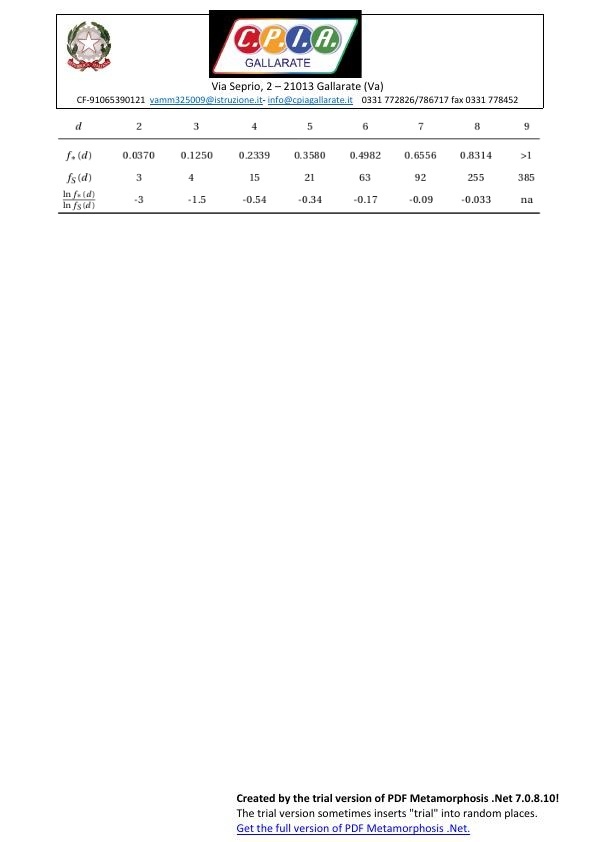 C.P.I.A.
GALLARATE
Via Seprio, 2 – 21013 Gallarate (Va)
CF-91065390121 vamm325009@istruzione.it- info@cpiagallarate.it 0331 772826/786717 fax 0331 778452
d 2 3 4 5 6 7 8 9
f*(d) 0.0370 0.1250 0.2339 0.3580 0.4982 0.6556 0.8314 >1
fS(d) 3 4 15 21 63 92 255 385
ln f*(d)
ln fS(d)
-3 -1.5 -0.54 -0.34 -0.17 -0.09 -0.033 na
Created by the trial version of PDF Metamorphosis .Net 7.0.8.10!
The trial version sometimes inserts "trial" into random places.
Get the full version of PDF Metamorphosis .Net.